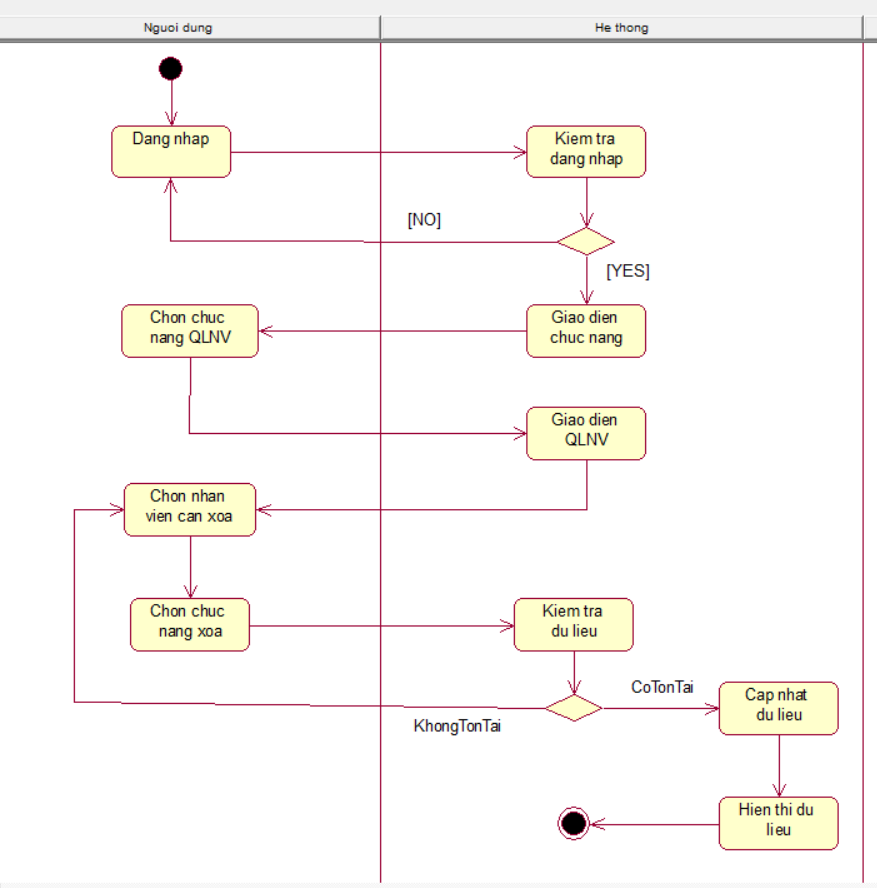 Nguoi dung
He thong
Dang nhap
Kiem tra
dang nhap
[NO]
[YES]
Chon chuc
nang QLNV
Giao dien
chuc nang
Giao dien
QLNV
Chon nhan
vien can xoa
Chon chuc
nang xoa
Kiem tra
du lieu
CoTonTai
KhongTonTai
Cap nhat
du lieu
Hien thi du
lieu